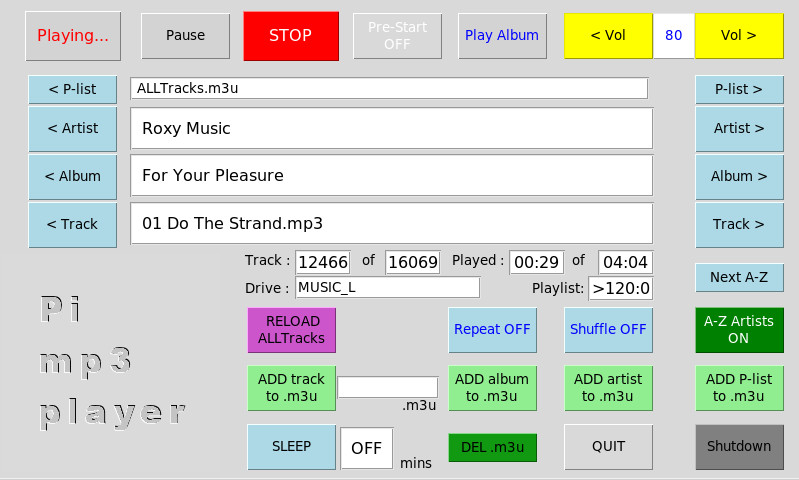 Playing... Pause STOP Pre-Start OFF Play Album < Vol 80 Vol >
< P-list ALLTracks.m3u P-list >
< Artist Roxy Music Artist >
< Album For Your Pleasure Album >
< Track 01 Do The Strand.mp3 Track >
Track : 12466 of 16069 Played : 00:29 of 04:04
Drive : MUSIC_L Playlist: >120:0 Next A-Z
Pi
mp3
player
RELOAD
ALLTracks
Repeat OFF
Shuffle OFF
A-Z Artists
ON
ADD track
to .m3u
.m3u
ADD album
to .m3u
ADD artist
to .m3u
ADD P-list
to .m3u
SLEEP OFF mins DEL .m3u QUIT Shutdown